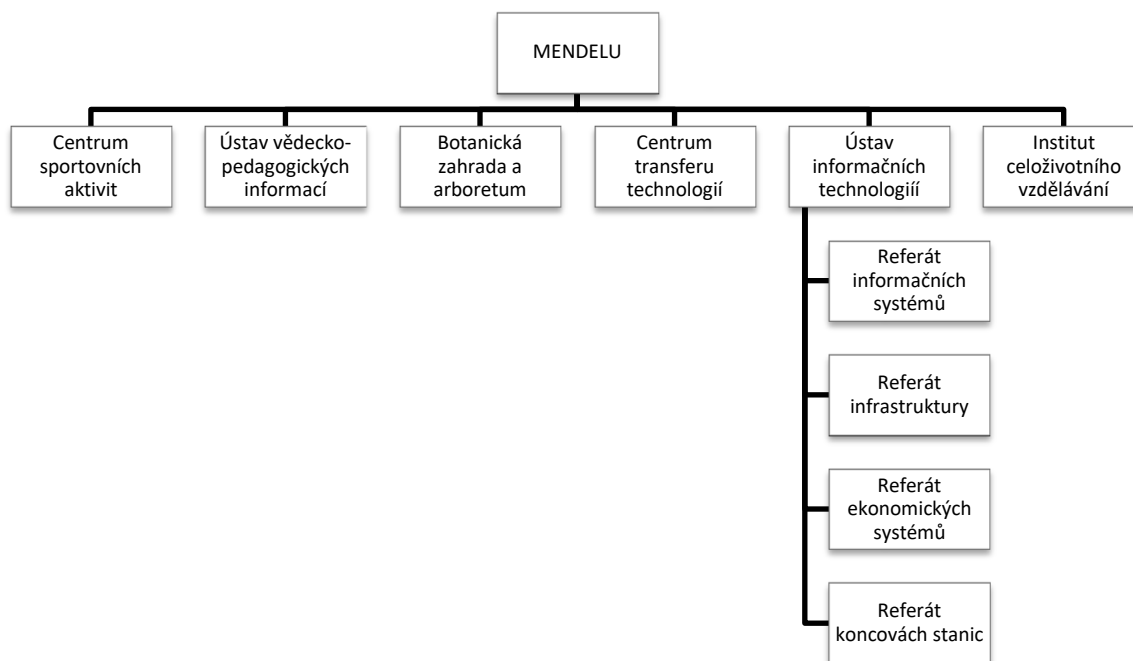 MENDELU
Centrum
sportovních
aktivit
Ústav vědecko-
pedagogických
informací
Botanická
zahrada a
arboretum
Centrum
transferu
technologií
Ústav
informačních
technologiíí
Institut
celoživotního
vzdělávání
Referát
informačních
systémů
Referát
infrastruktury
Referát
ekonomických
systémů
Referát
koncovách stanic